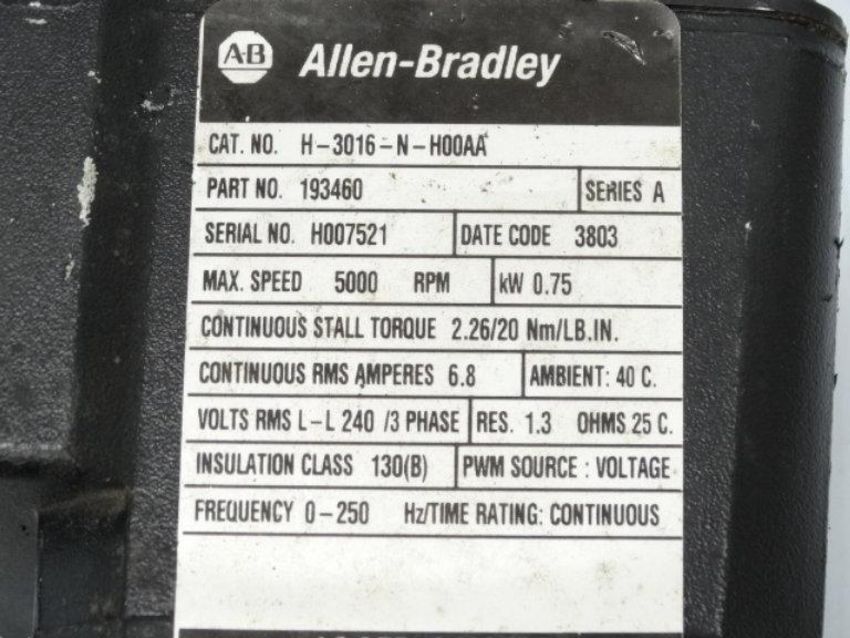 A-B Allen-Bradley
CAT. NO. H-3016-N-H00AA
PART NO. 193460 SERIES A
SERIAL NO. H007521 DATE CODE 3803
MAX. SPEED 5000 RPM kW 0.75
CONTINUOUS STALL TORQUE 2.26/20 Nm/LB.IN.
CONTINUOUS RMS AMPERES 6.8 AMBIENT: 40 C.
VOLTS RMS L-L 240 /3 PHASE RES. 1.3 OHMS 25 C.
INSULATION CLASS 130(B) PWM SOURCE : VOLTAGE
FREQUENCY 0-250 Hz/TIME RATING: CONTINUOUS